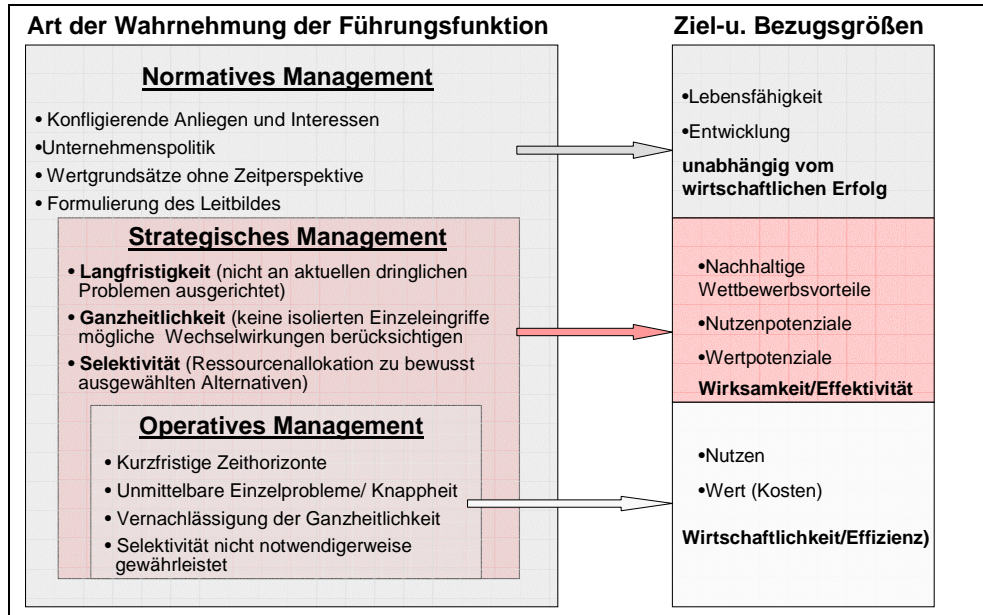 Art der Wahrnehmung der Führungsfunktion
Ziel-u. Bezugsgrößen
Normatives Management
• Konfligierende Anliegen und Interessen
•Unternehmenspolitik
• Wertgrundsätze ohne Zeitperspektive
• Formulierung des Leitbildes
•Lebensfähigkeit
•Entwicklung
unabhängig vom
wirtschaftlichen Erfolg
Strategisches Management
• Langfristigkeit (nicht an aktuellen dringlichen
Problemen ausgerichtet)
• Ganzheitlichkeit (keine isolierten Einzeleingriffe
mögliche Wechselwirkungen berücksichtigen
• Selektivität (Ressourcenallokation zu bewusst
ausgewählten Alternativen)
•Nachhaltige
Wettbewerbsvorteile
•Nutzenpotenziale
•Wertpotenziale
Wirksamkeit/Effektivität
Operatives Management
• Kurzfristige Zeithorizonte
• Unmittelbare Einzelprobleme/ Knappheit
• Vernachlässigung der Ganzheitlichkeit
• Selektivität nicht notwendigerweise
gewährleistet
•Nutzen
•Wert (Kosten)
Wirtschaftlichkeit/Effizienz)